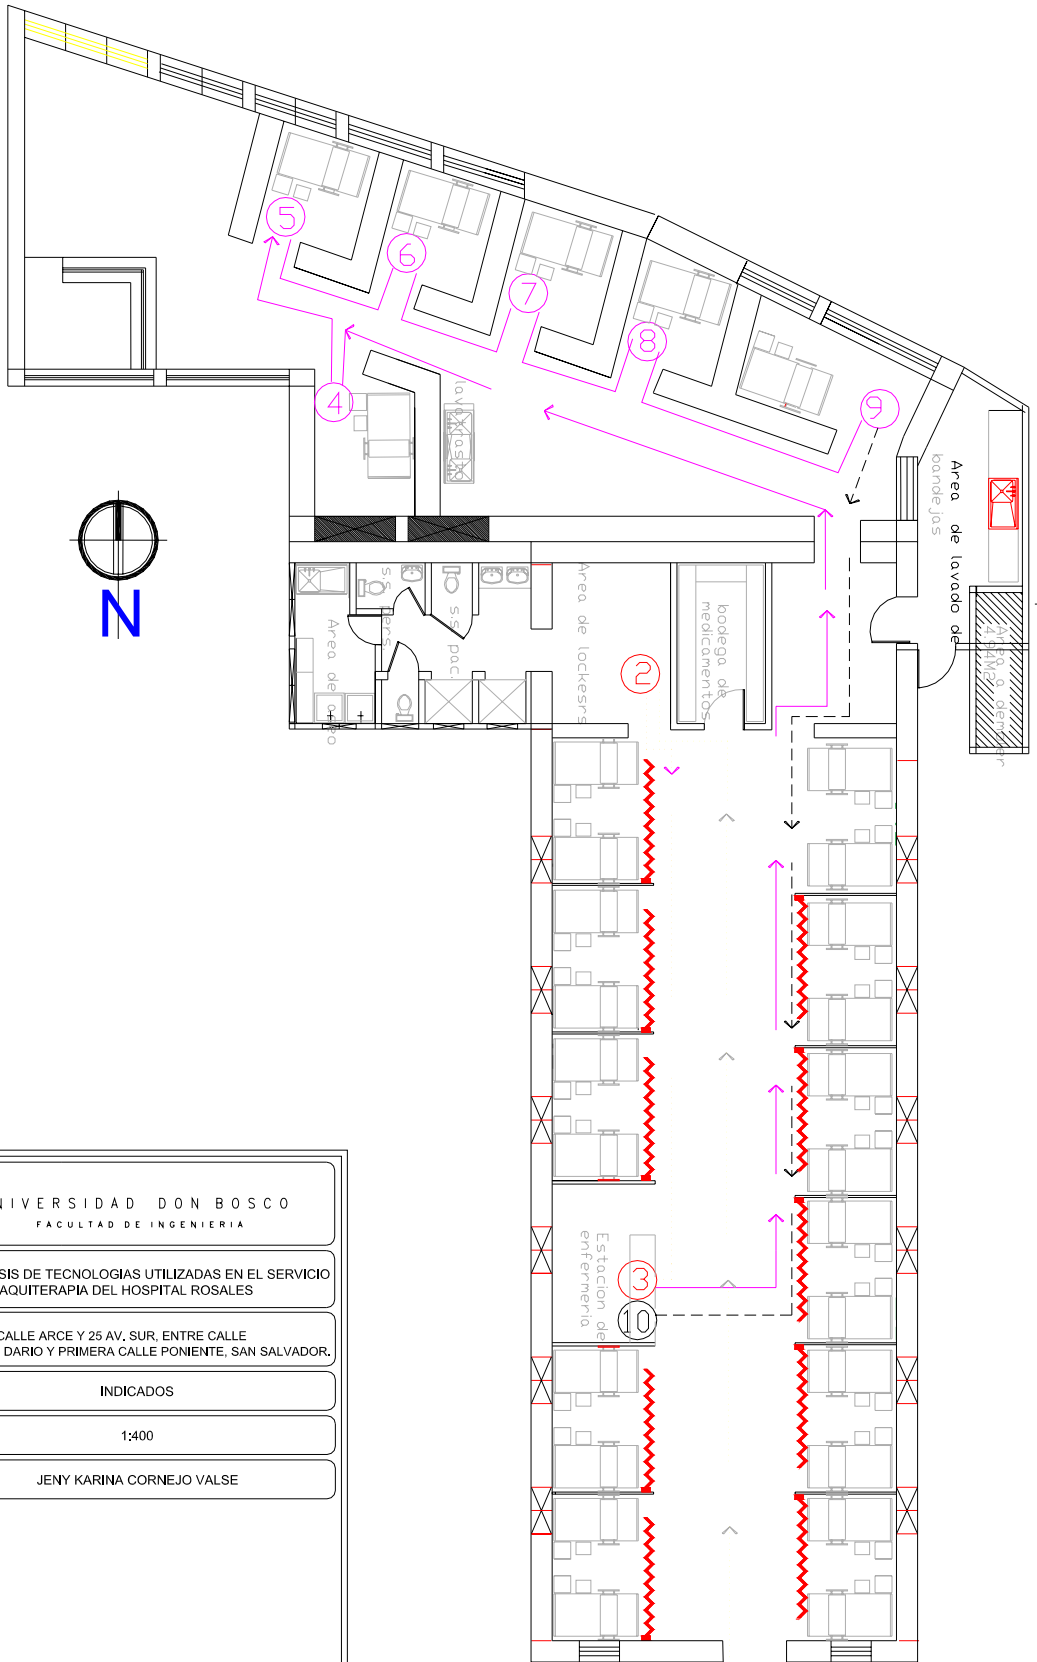 5
6
7
8
9
4
Area de lavado de
bandejas
N
s.s. pers.
s.s. pac.
Area de lockesrs
2
bodega de
medicamentos
Area a demoler
Area de aseo
Estacion de
enfermeria
3
10
NIVERSIDAD DON BOSCO
FACULTAD DE INGENIERIA
SIS DE TECNOLOGIAS UTILIZADAS EN EL SERVICIO
AQUITERAPIA DEL HOSPITAL ROSALES
CALLE ARCE Y 25 AV. SUR, ENTRE CALLE
DARIO Y PRIMERA CALLE PONIENTE, SAN SALVADOR.
INDICADOS
1:400
JENY KARINA CORNEJO VALSE